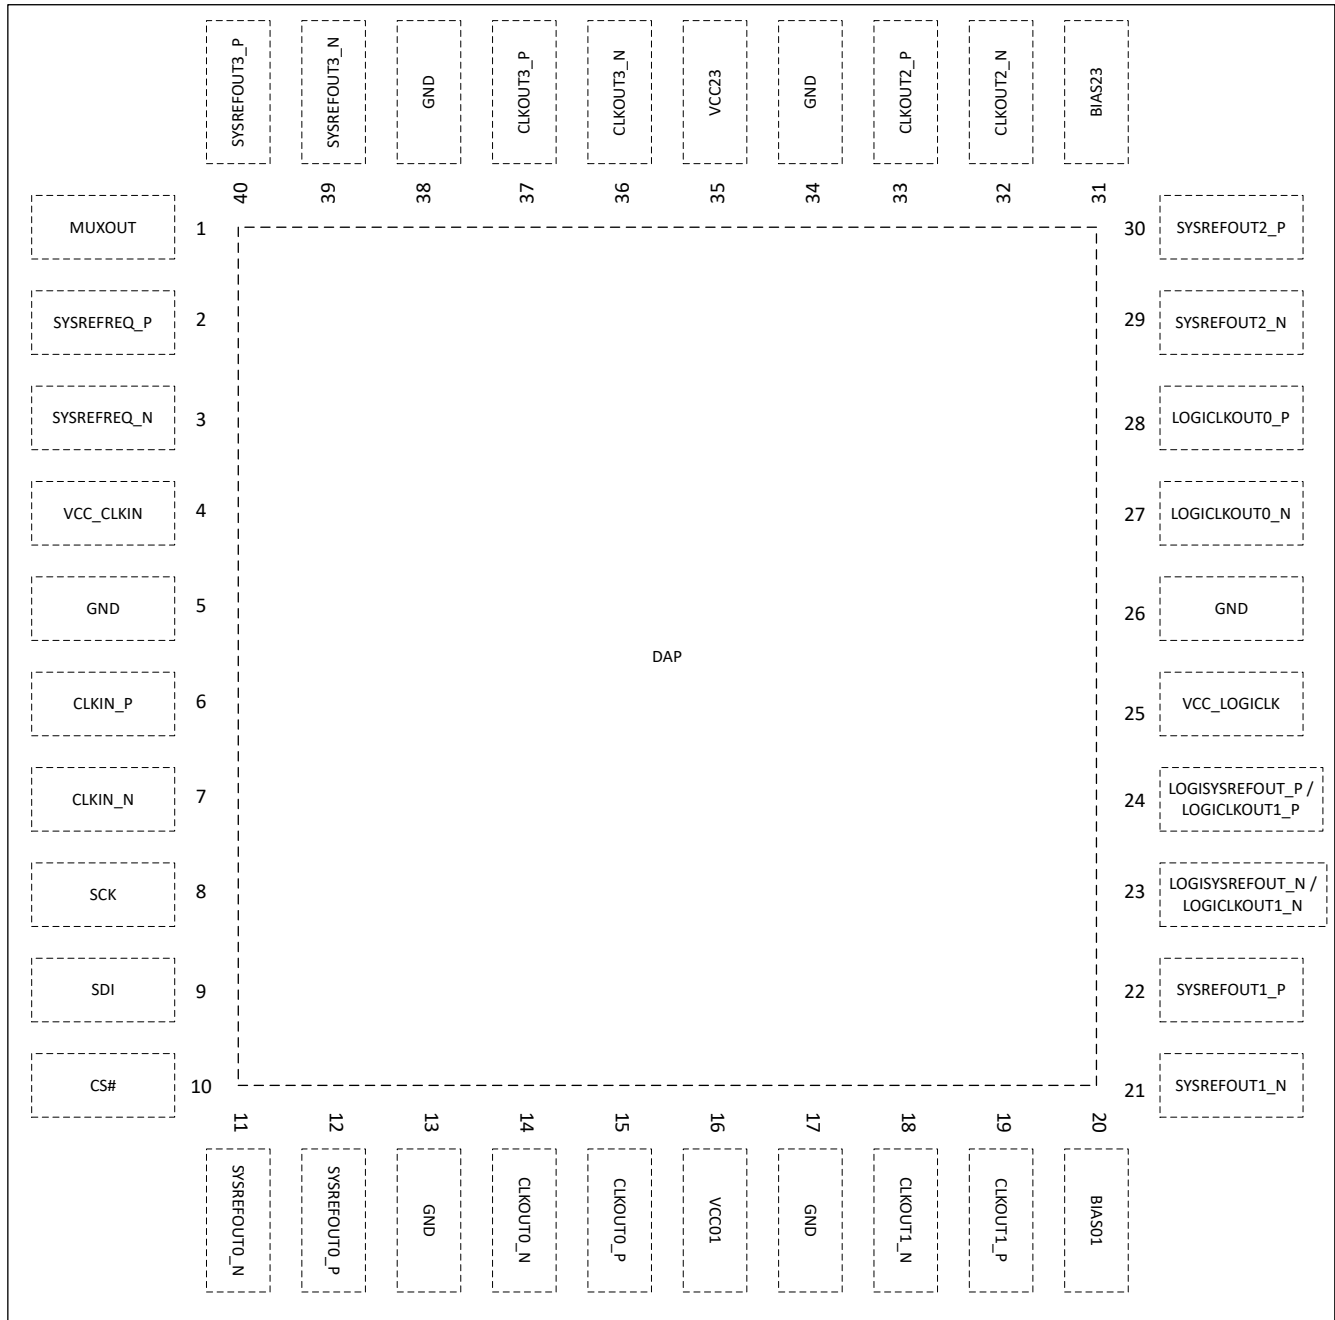 SYSREFOUT3_P
SYSREFOUT3_N
GND
CLKOUT3_P
CLKOUT3_N
VCC23
GND
CLKOUT2_P
CLKOUT2_N
BIAS23
40
39
38
37
36
35
34
33
32
31
MUXOUT 1
SYSREFREQ_P 2
SYSREFREQ_N 3
VCC_CLKIN 4
GND 5
CLKIN_P 6
CLKIN_N 7
SCK 8
SDI 9
CS# 10
DAP
30 SYSREFOUT2_P
29 SYSREFOUT2_N
28 LOGICLKOUT0_P
27 LOGICLKOUT0_N
26 GND
25 VCC_LOGICLK
24 LOGISYSREFOUT_P /
LOGICLKOUT1_P
23 LOGISYSREFOUT_N /
LOGICLKOUT1_N
22 SYSREFOUT1_P
21 SYSREFOUT1_N
11
12
13
14
15
16
17
18
19
20
SYSREFOUT0_N
SYSREFOUT0_P
GND
CLKOUT0_N
CLKOUT0_P
VCC01
GND
CLKOUT1_N
CLKOUT1_P
BIAS01